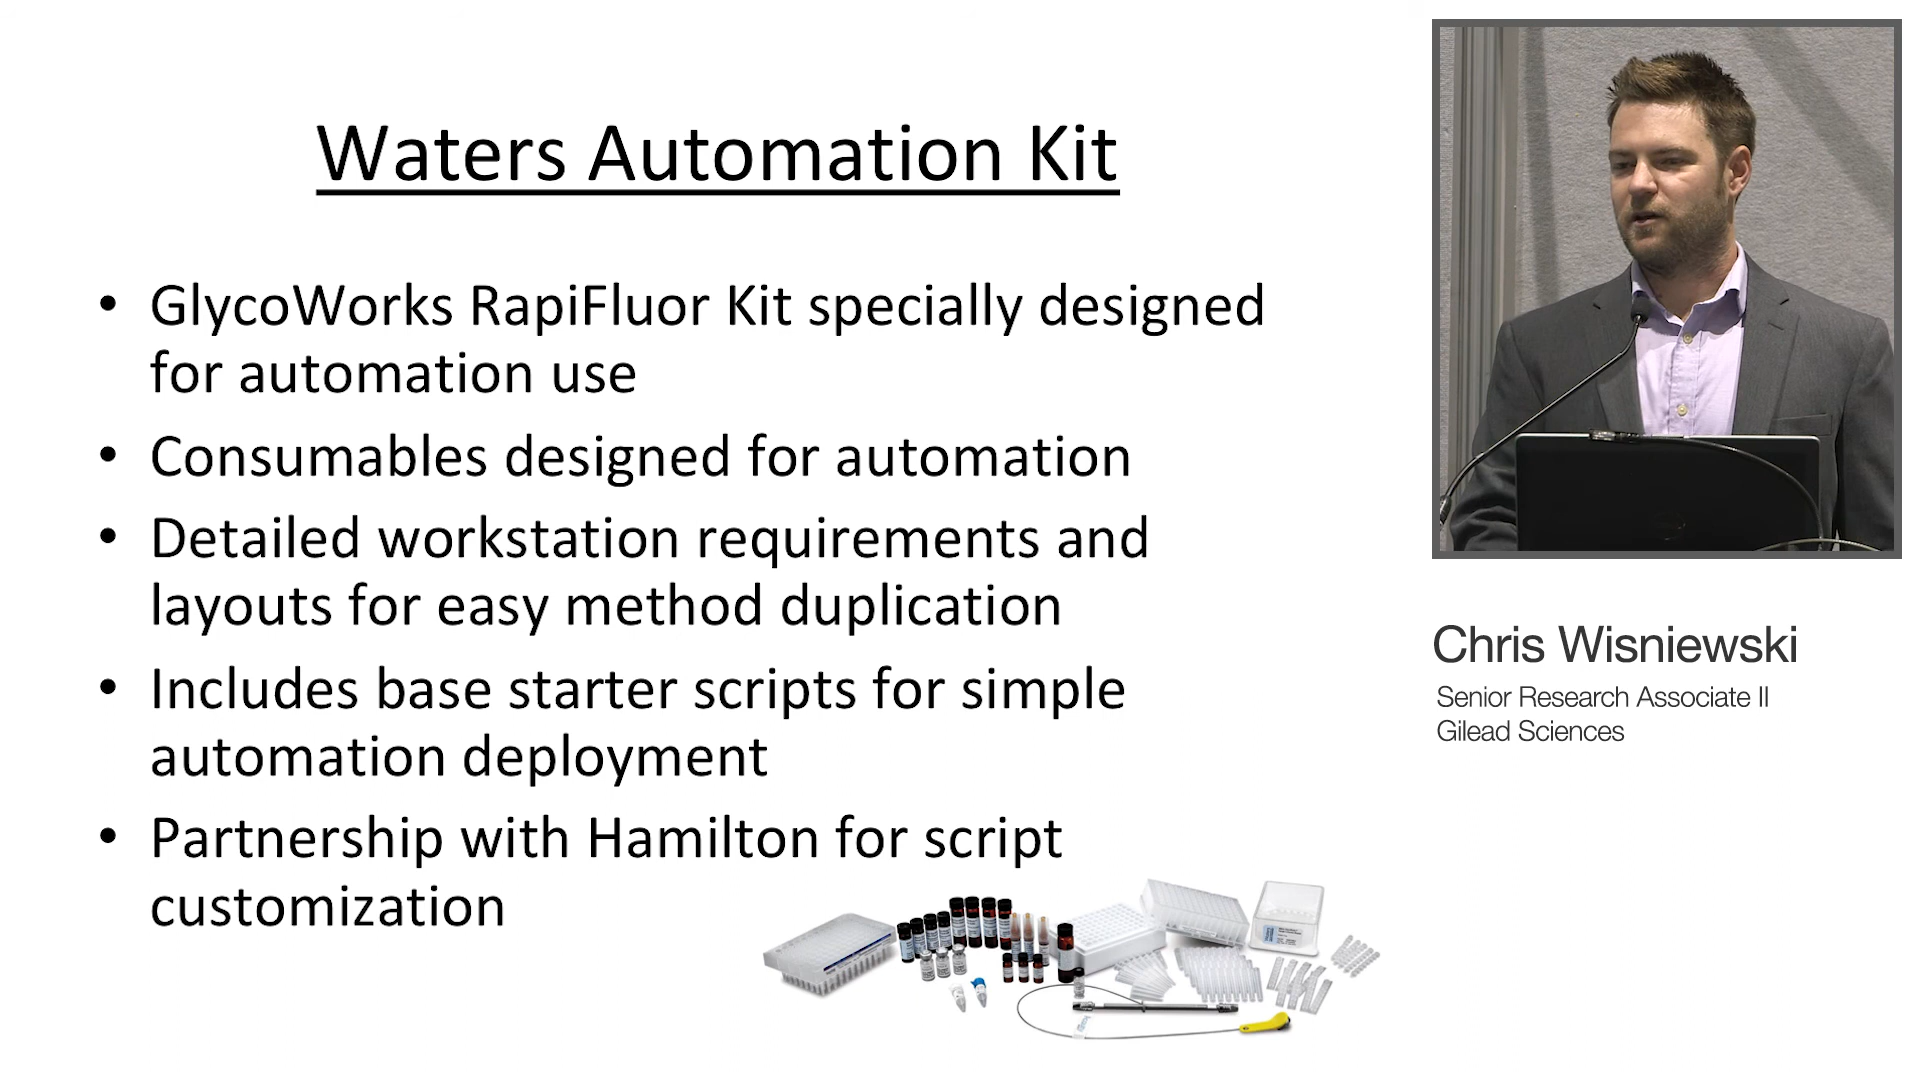 Waters Automation Kit
• GlycoWorks RapiFluor Kit specially designed
for automation use
• Consumables designed for automation
• Detailed workstation requirements and
layouts for easy method duplication
• Includes base starter scripts for simple
automation deployment
• Partnership with Hamilton for script
customization
Chris Wisniewski
Senior Research Associate II
Gilead Sciences